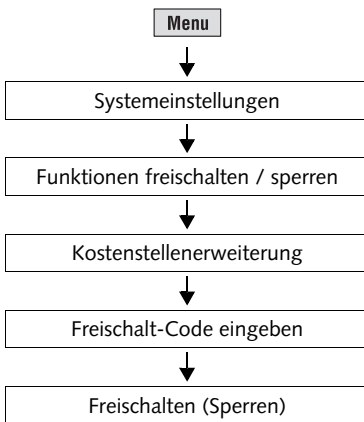 Menu
Systemeinstellungen
Funktionen freischalten / sperren
Kostenstellenerweiterung
Freischalt-Code eingeben
Freischalten (Sperren)